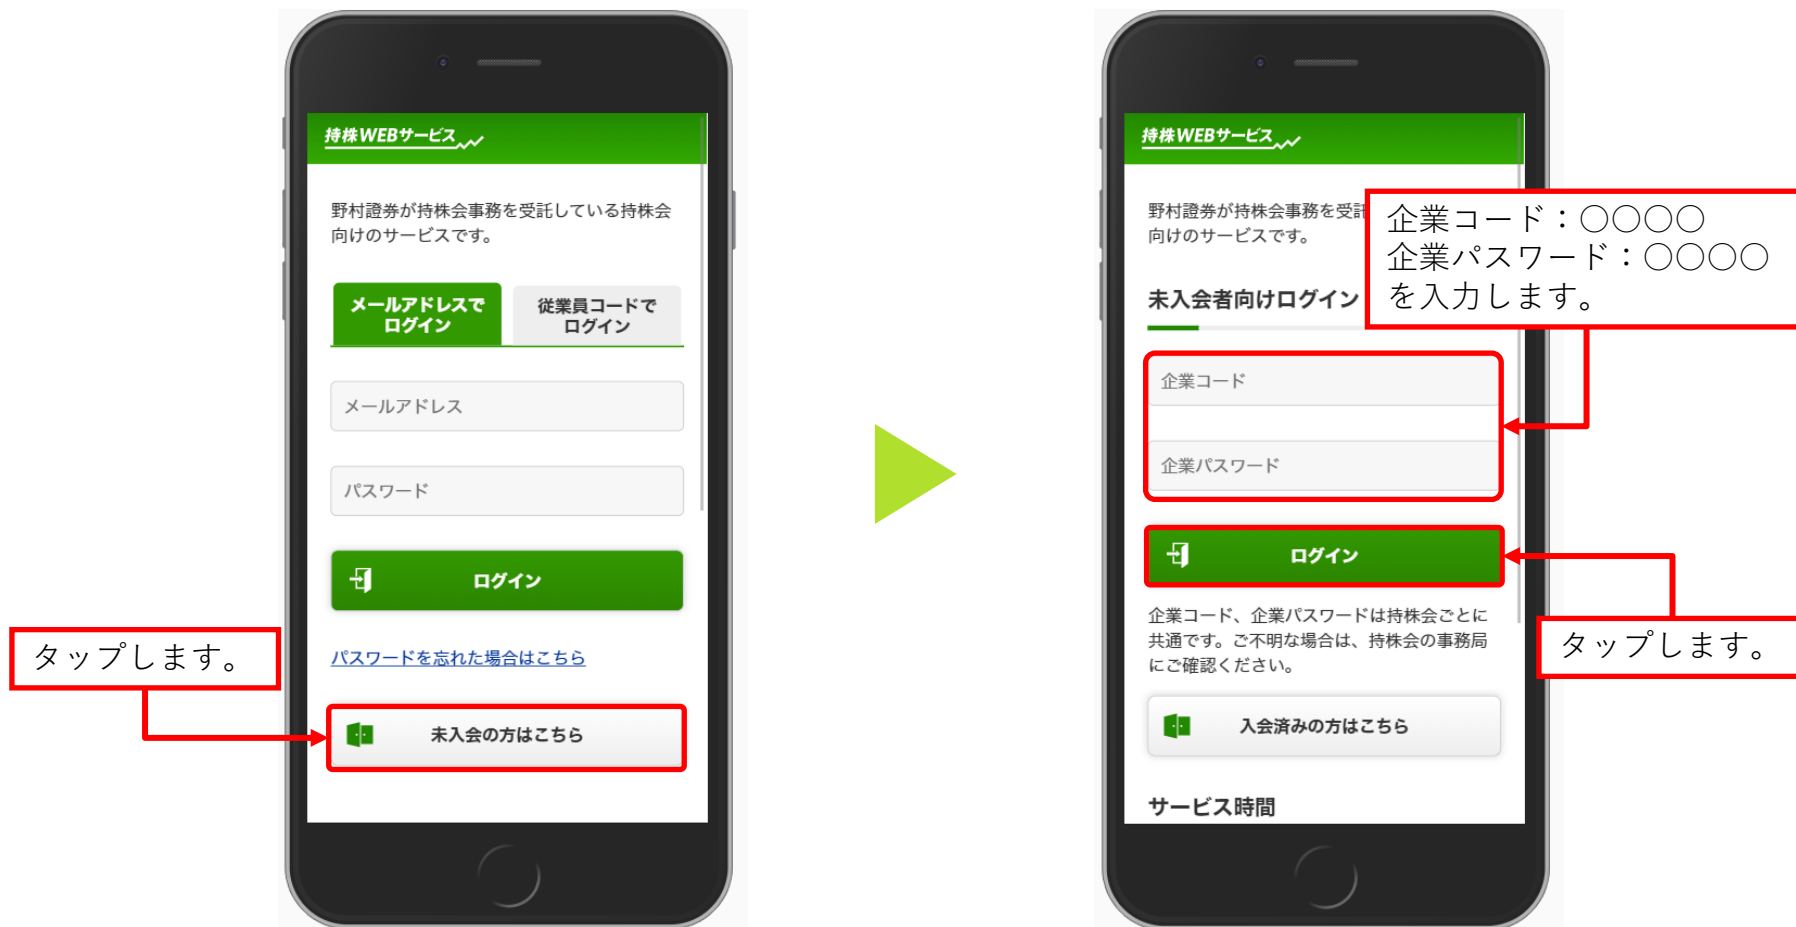 持株WEBサービス
野村證券が持株会事務を受託している持株会
向けのサービスです。
メールアドレスで
ログイン
従業員コードで
ログイン
メールアドレス
パスワード
ログイン
パスワードを忘れた場合はこちら
未入会の方はこちら
タップします。
持株WEBサービス
野村證券が持株会事務を受託
向けのサービスです。
企業コード：○○○○
企業パスワード：○○○○
を入力します。
未入会者向けログイン
企業コード
企業パスワード
ログイン
企業コード、企業パスワードは持株会ごとに
共通です。ご不明な場合は、持株会の事務局
にご確認ください。
タップします。
入会済みの方はこちら
サービス時間